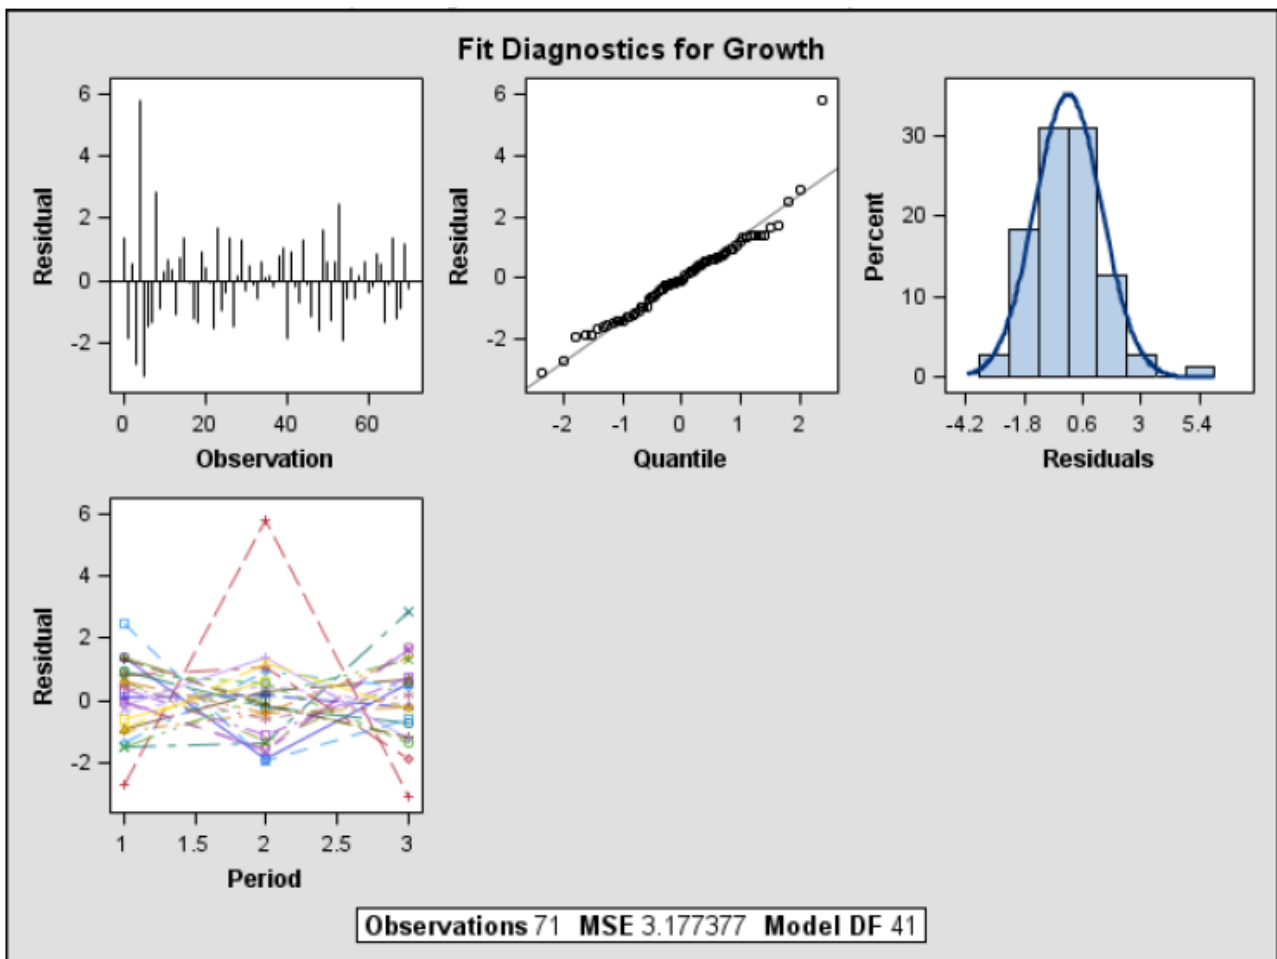 Fit Diagnostics for Growth
6
4
2
0
-2
Residual
0 20 40 60
Observation
6
4
2
0
-2
Residual
-2 -1 0 1 2
Quantile
30
20
10
0
Percent
-4.2 -1.8 0.6 3 5.4
Residuals
6
4
2
0
-2
Residual
1 1.5 2 2.5 3
Period
Observations 71 MSE 3.177377 Model DF 41